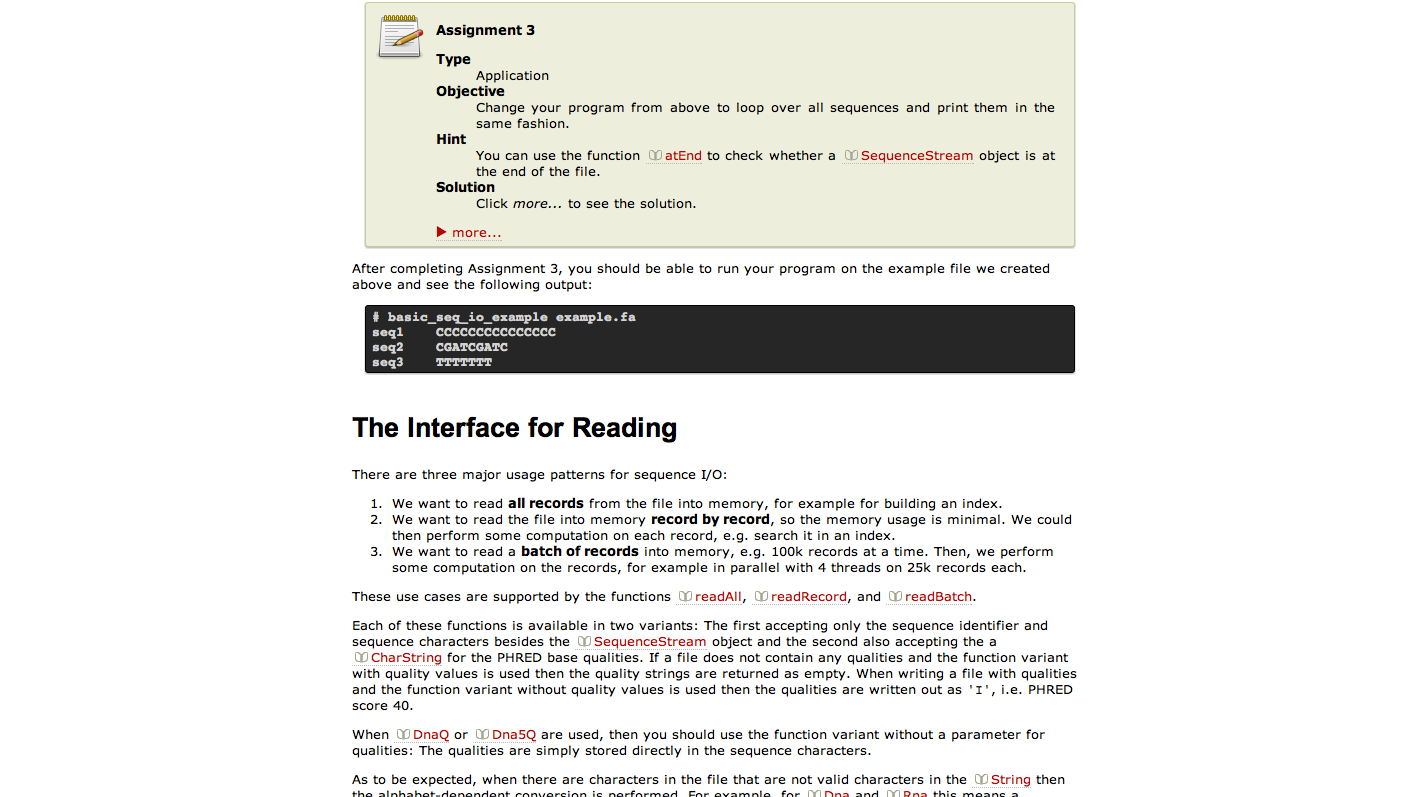 Assignment 3
Type
Application
Objective
Change your program from above to loop over all sequences and print them in the
same fashion.
Hint
You can use the function atEnd to check whether a SequenceStream object is at
the end of the file.
Solution
Click more... to see the solution.
more...
After completing Assignment 3, you should be able to run your program on the example file we created
above and see the following output:
# basic_seq_io_example example.fa
seq1 CCCCCCCCCCCCCCC
seq2 CGATCGATC
seq3 TTTTTTT
The Interface for Reading
There are three major usage patterns for sequence I/O:
1. We want to read all records from the file into memory, for example for building an index.
2. We want to read the file into memory record by record, so the memory usage is minimal. We could
then perform some computation on each record, e.g. search it in an index.
3. We want to read a batch of records into memory, e.g. 100k records at a time. Then, we perform
some computation on the records, for example in parallel with 4 threads on 25k records each.
These use cases are supported by the functions readAll, readRecord, and readBatch.
Each of these functions is available in two variants: The first accepting only the sequence identifier and
sequence characters besides the SequenceStream object and the second also accepting the a
CharString for the PHRED base qualities. If a file does not contain any qualities and the function variant
with quality values is used then the quality strings are returned as empty. When writing a file with qualities
and the function variant without quality values is used then the qualities are written out as 'I', i.e. PHRED
score 40.
When DnaQ or Dna5Q are used, then you should use the function variant without a parameter for
qualities: The qualities are simply stored directly in the sequence characters.
As to be expected, when there are characters in the file that are not valid characters in the String then
the alphabet-dependent conversion is performed. For example, for Dna and Rna this means a